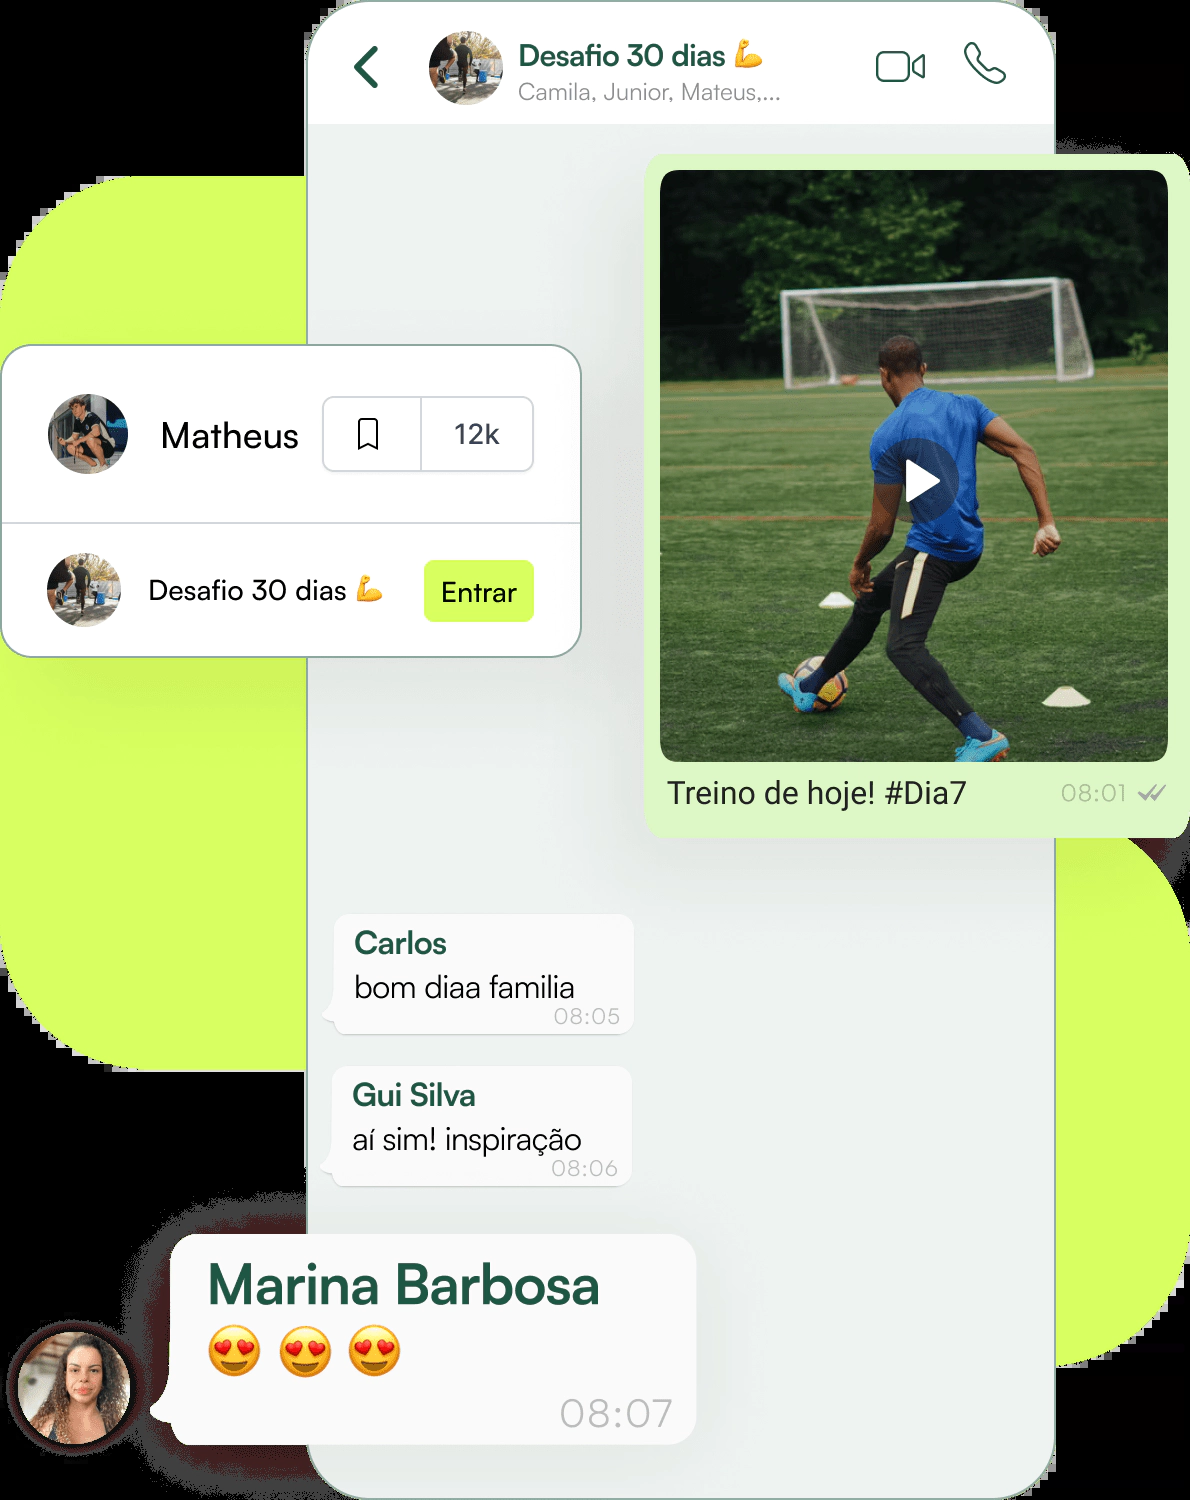 Desafio 30 dias 💪
Camila, Junior, Mateus,...
Matheus
12k
Desafio 30 dias 💪
Entrar
Treino de hoje! #Dia7
08:01
Carlos
bom diaa familia
08:05
Gui Silva
aí sim! inspiração
08:06
Marina Barbosa
😍 😍 😍
08:07